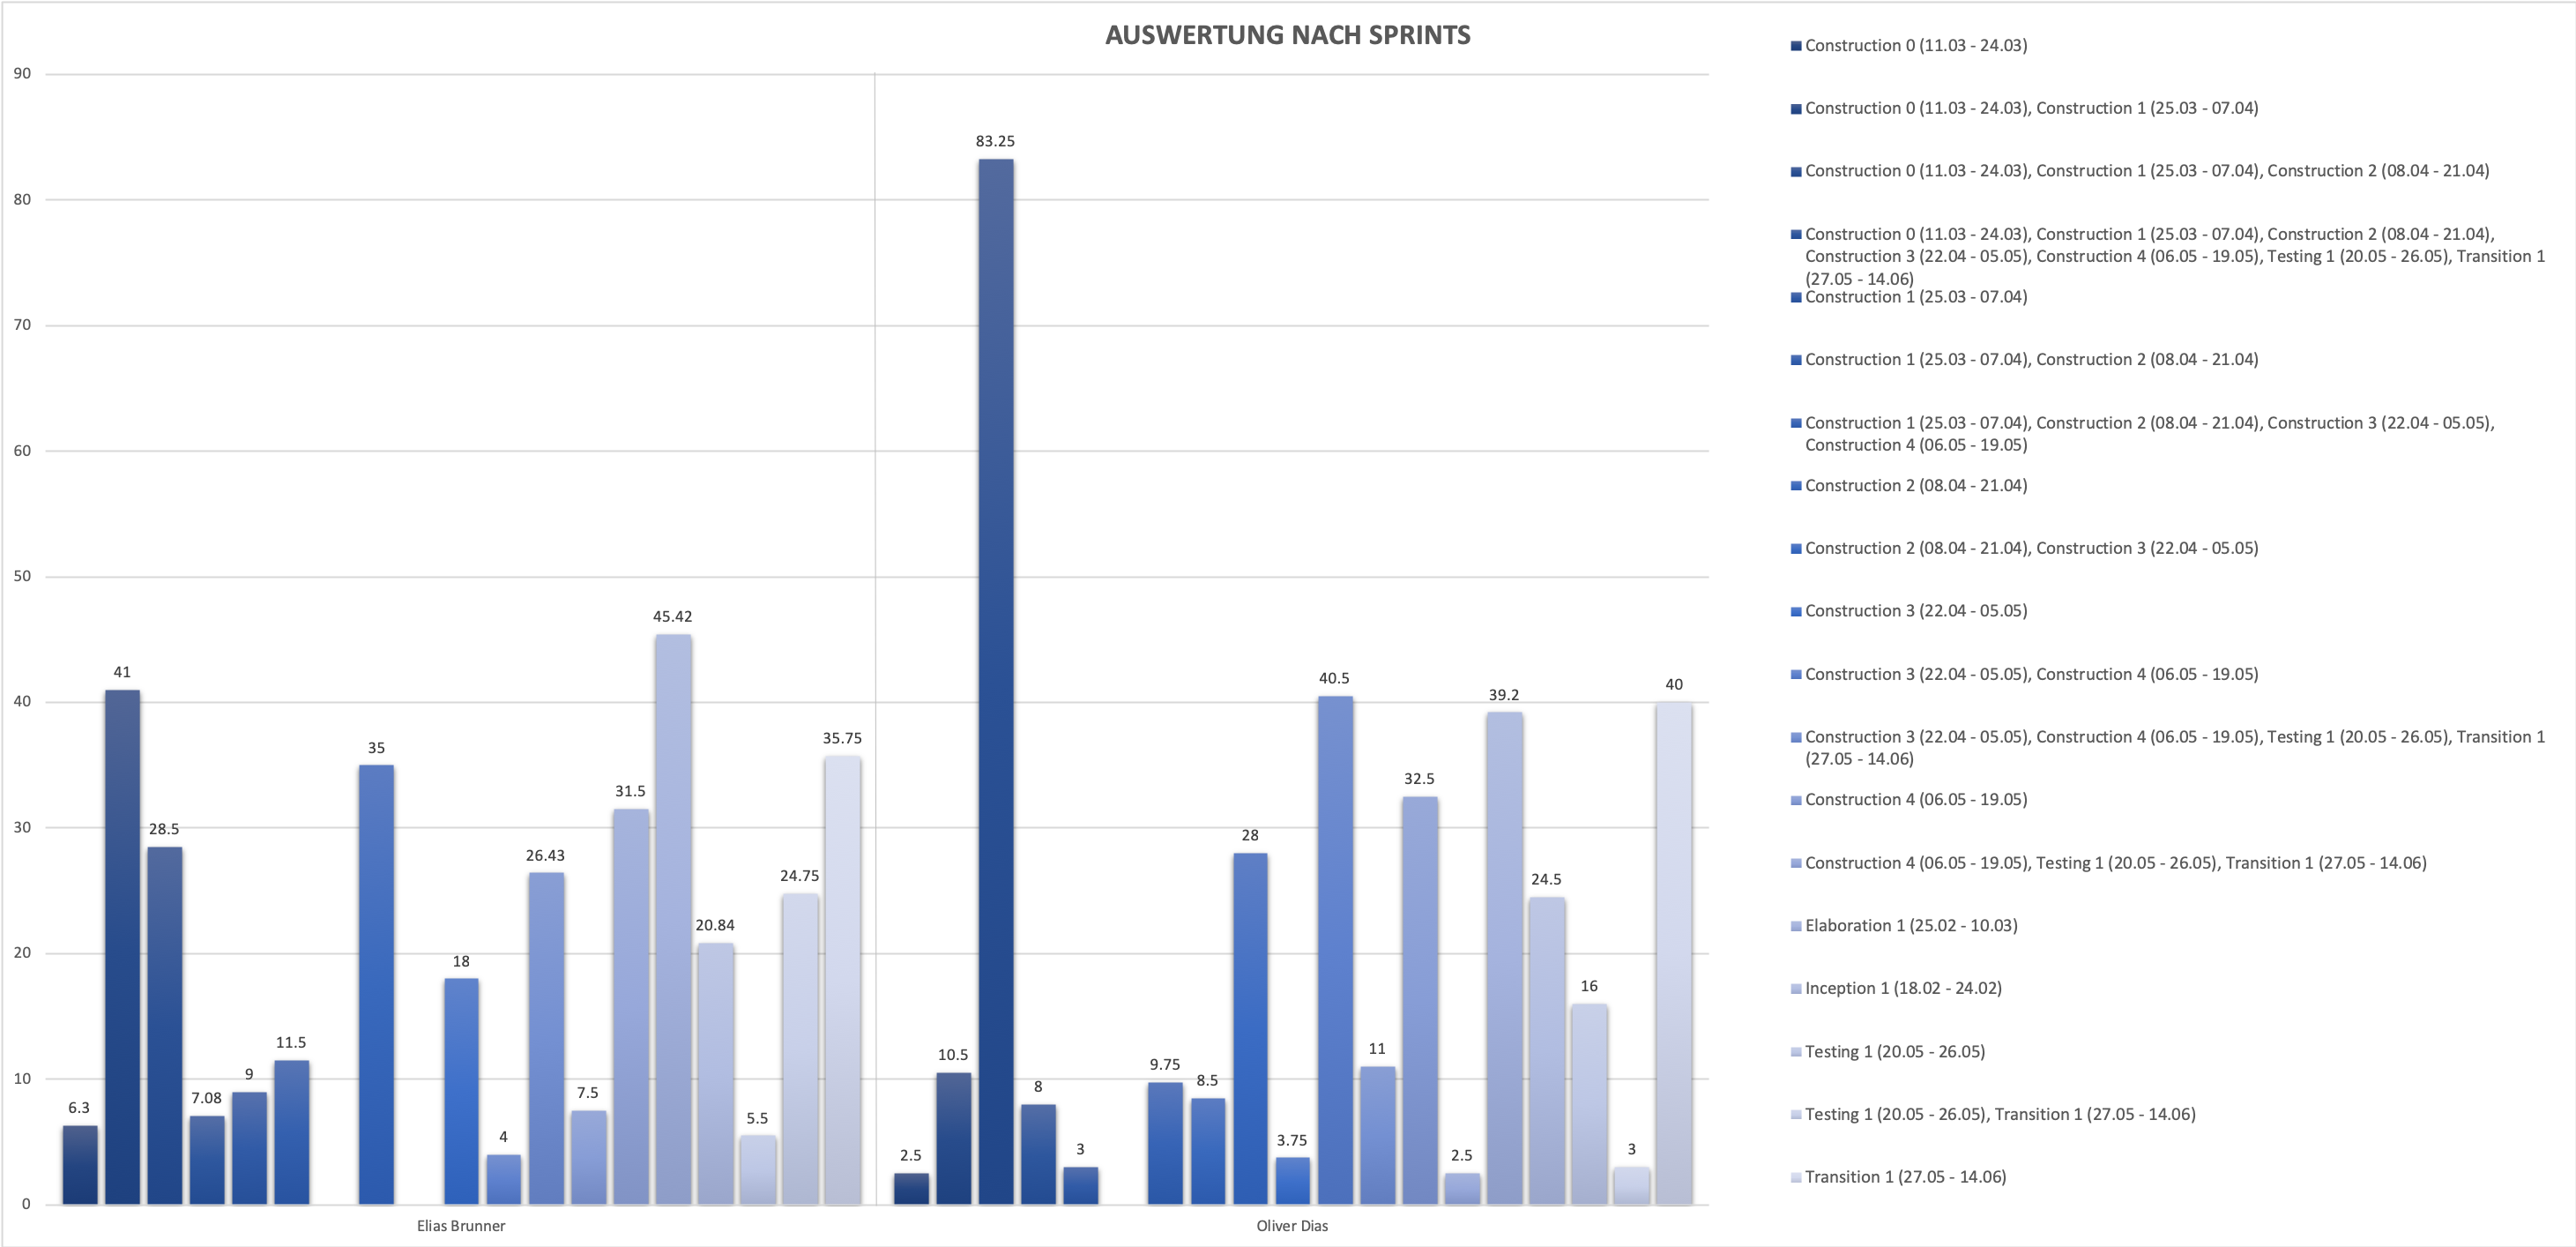 AUSWERTUNG NACH SPRINTS
90
80
70
60
50
40
30
20
10
0
6.3
41
28.5
7.08
9
11.5
35
18
4
26.43
7.5
31.5
45.42
20.84
5.5
24.75
35.75
2.5
10.5
83.25
8
3
9.75
8.5
28
3.75
40.5
11
32.5
2.5
39.2
24.5
16
3
40
Elias Brunner
Oliver Dias
Construction 0 (11.03 - 24.03)
Construction 0 (11.03 - 24.03), Construction 1 (25.03 - 07.04)
Construction 0 (11.03 - 24.03), Construction 1 (25.03 - 07.04), Construction 2 (08.04 - 21.04)
Construction 0 (11.03 - 24.03), Construction 1 (25.03 - 07.04), Construction 2 (08.04 - 21.04),
Construction 3 (22.04 - 05.05), Construction 4 (06.05 - 19.05), Testing 1 (20.05 - 26.05), Transition 1
(27.05 - 14.06)
Construction 1 (25.03 - 07.04)
Construction 1 (25.03 - 07.04), Construction 2 (08.04 - 21.04)
Construction 1 (25.03 - 07.04), Construction 2 (08.04 - 21.04), Construction 3 (22.04 - 05.05),
Construction 4 (06.05 - 19.05)
Construction 2 (08.04 - 21.04)
Construction 2 (08.04 - 21.04), Construction 3 (22.04 - 05.05)
Construction 3 (22.04 - 05.05)
Construction 3 (22.04 - 05.05), Construction 4 (06.05 - 19.05)
Construction 3 (22.04 - 05.05), Construction 4 (06.05 - 19.05), Testing 1 (20.05 - 26.05), Transition 1
(27.05 - 14.06)
Construction 4 (06.05 - 19.05)
Construction 4 (06.05 - 19.05), Testing 1 (20.05 - 26.05), Transition 1 (27.05 - 14.06)
Elaboration 1 (25.02 - 10.03)
Inception 1 (18.02 - 24.02)
Testing 1 (20.05 - 26.05)
Testing 1 (20.05 - 26.05), Transition 1 (27.05 - 14.06)
Transition 1 (27.05 - 14.06)